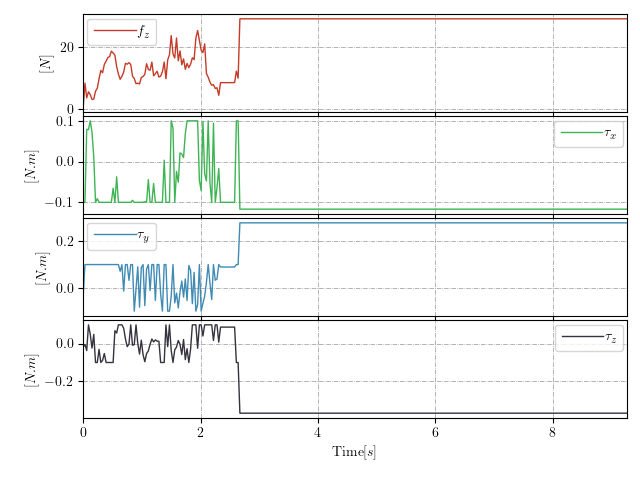 f_z
20
0
[N]
τ_x
0.1
0.0
−0.1
[N.m]
τ_y
0.2
0.0
[N.m]
τ_z
0.0
−0.2
[N.m]
0 2 4 6 8
Time[s]